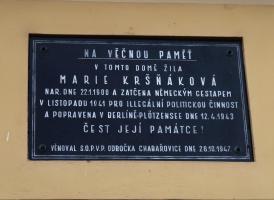 NA VĚČNOU PAMĚŤ
V TOMTO DOMĚ ŽILA
MARIE KRŠŇÁKOVÁ
NAR. DNE 22.1.1900 A ZATČENA NĚMECKÝM GESTAPEM
V LISTOPADU 1941 PRO ILLEGÁLNÍ POLITICKOU ČINNOST
A POPRAVENA V BERLÍNĚ-PLÖTZENSEE DNE 12.4.1943
ČEST JEJÍ PAMÁTCE!
VĚNOVAL S.O.P.V.P. ODBOČKA CHABAŘOVICE DNE 28.10.1947.